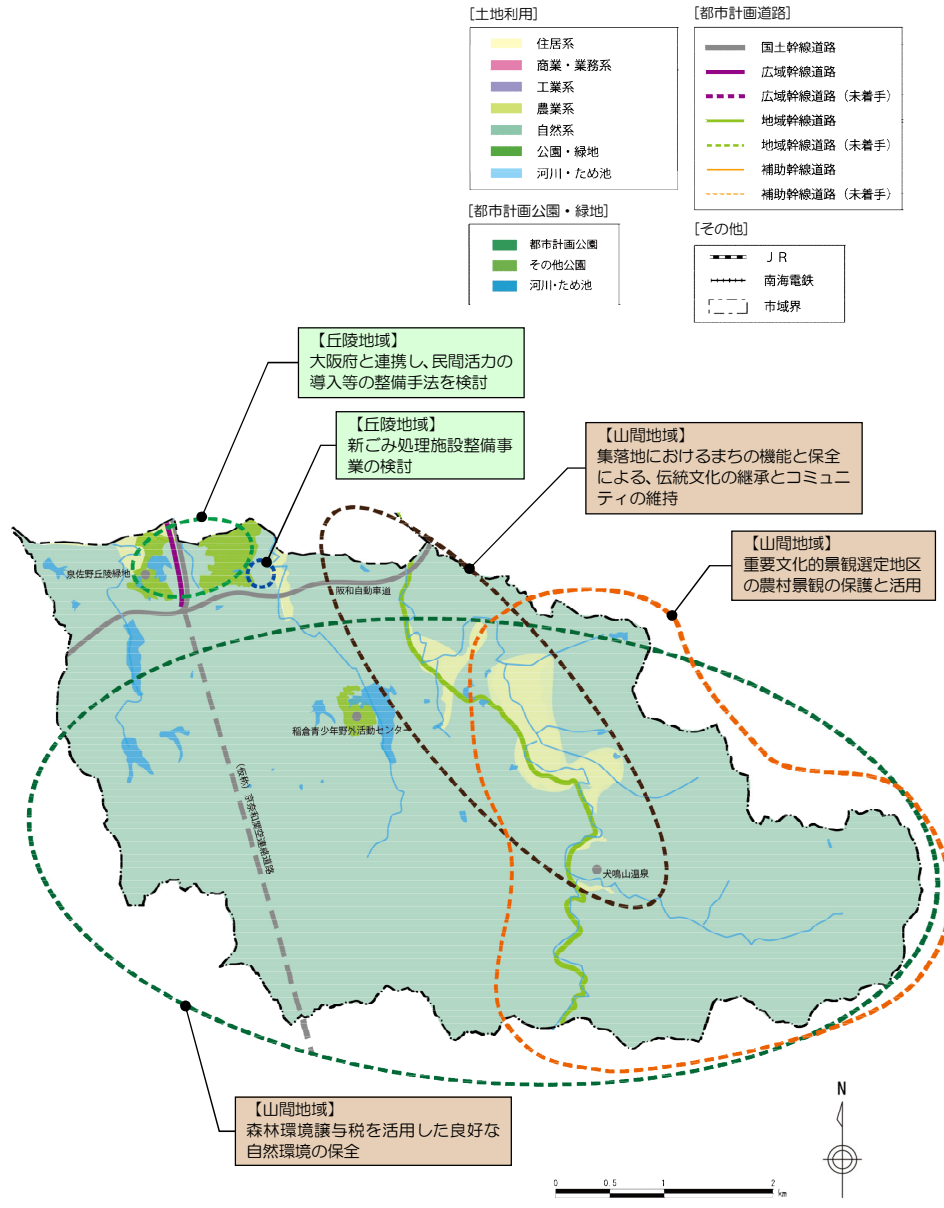 [土地利用]
住居系
商業・業務系
工業系
農業系
自然系
公園・緑地
河川・ため池
[都市計画道路]
国土幹線道路
広域幹線道路
広域幹線道路（未着手）
地域幹線道路
地域幹線道路（未着手）
補助幹線道路
補助幹線道路（未着手）
[都市計画公園・緑地]
都市計画公園
その他公園
河川・ため池
[その他]
ＪＲ
南海電鉄
市域界
【丘陵地域】
大阪府と連携し、民間活力の
導入等の整備手法を検討
【丘陵地域】
新ごみ処理施設整備事
業の検討
【山間地域】
集落地におけるまちの機能と保全
による、伝統文化の継承とコミュニ
ティの維持
【山間地域】
重要文化的景観選定地区
の農村景観の保護と活用
泉佐野丘陵緑地
阪和自動車道
稲倉青少年野外活動センター
（仮称）京奈和関空連絡道路
犬鳴山温泉
【山間地域】
森林環境譲与税を活用した良好な
自然環境の保全
N
0 0.5 1 2
km